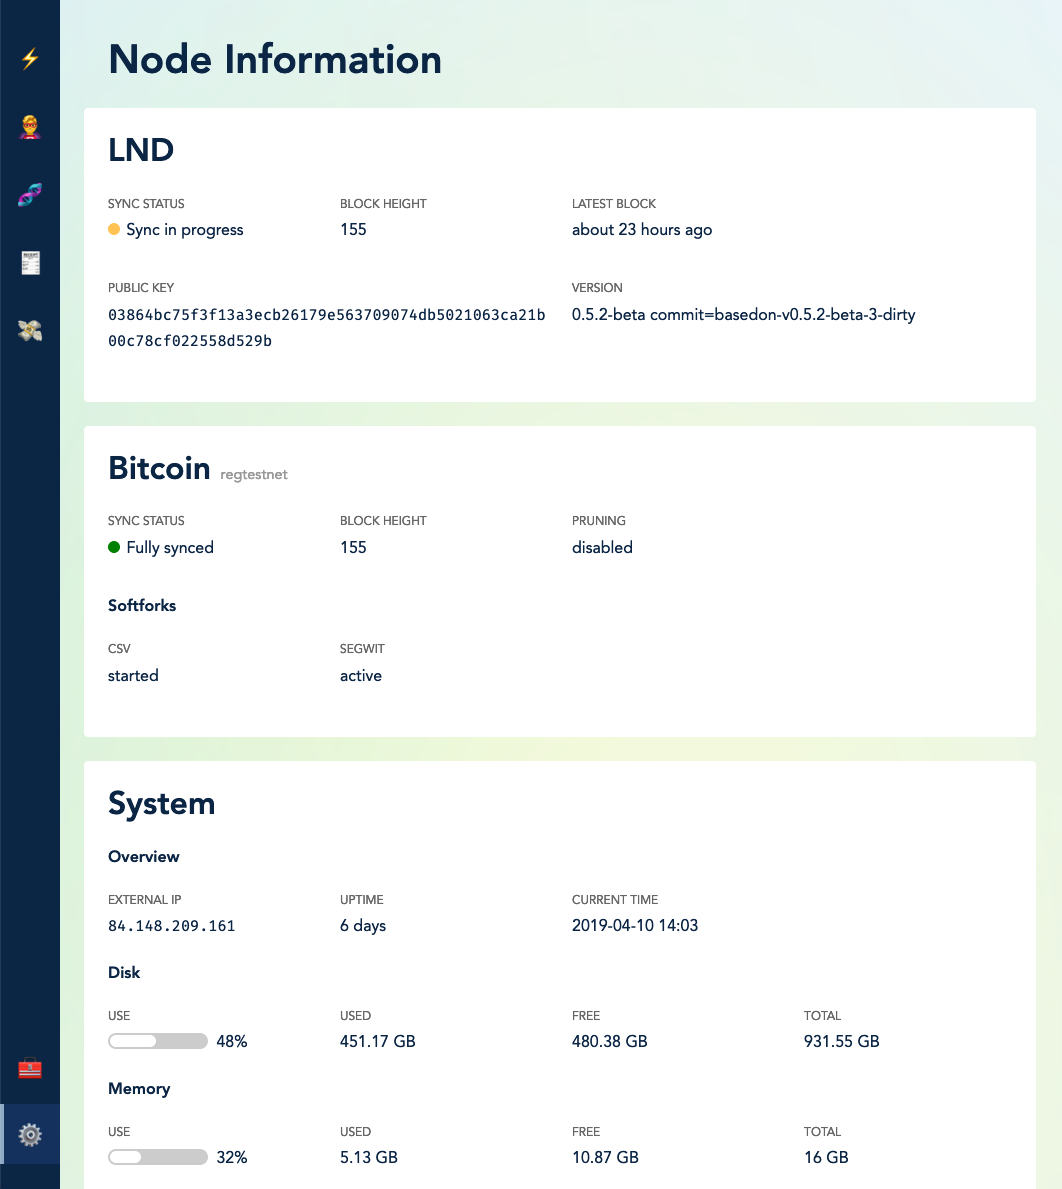 Node Information
LND
SYNC STATUS BLOCK HEIGHT LATEST BLOCK
Sync in progress 155 about 23 hours ago
PUBLIC KEY VERSION
03864bc75f3f13a3ecb26179e563709074db5021063ca21b 0.5.2-beta commit=basedon-v0.5.2-beta-3-dirty
00c78cf022558d529b
Bitcoin regtestnet
SYNC STATUS BLOCK HEIGHT PRUNING
Fully synced 155 disabled
Softforks
CSV SEGWIT
started active
System
Overview
EXTERNAL IP UPTIME CURRENT TIME
84.148.209.161 6 days 2019-04-10 14:03
Disk
USE USED FREE TOTAL
48% 451.17 GB 480.38 GB 931.55 GB
Memory
USE USED FREE TOTAL
32% 5.13 GB 10.87 GB 16 GB